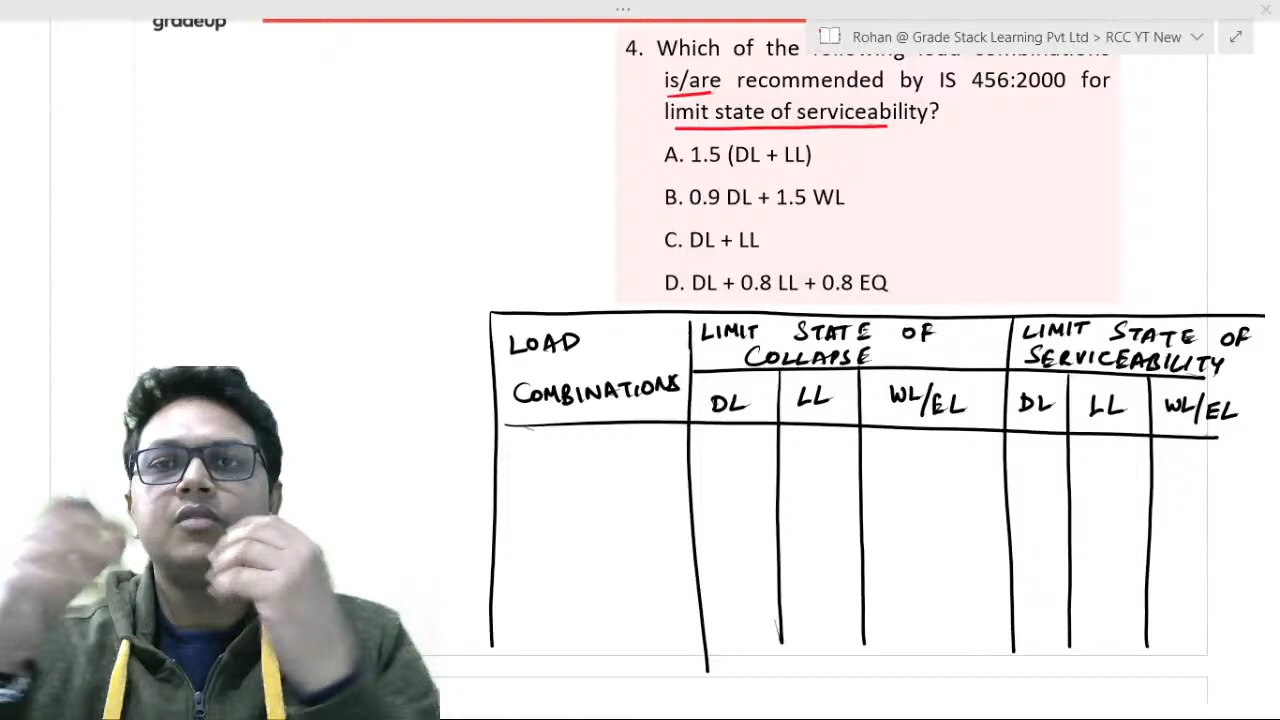 gradeup
Rohan @ Grade Stack Learning Pvt Ltd > RCC YT New
4. Which of the
is/are recommended by IS 456:2000 for
limit state of serviceability?
A. 1.5 (DL + LL)
B. 0.9 DL + 1.5 WL
C. DL + LL
D. DL + 0.8 LL + 0.8 EQ
LOAD COMBINATIONS
LIMIT STATE OF
COLLAPSE
LIMIT STATE OF
SERVICEABILITY
DL LL WL/EL DL LL WL/EL